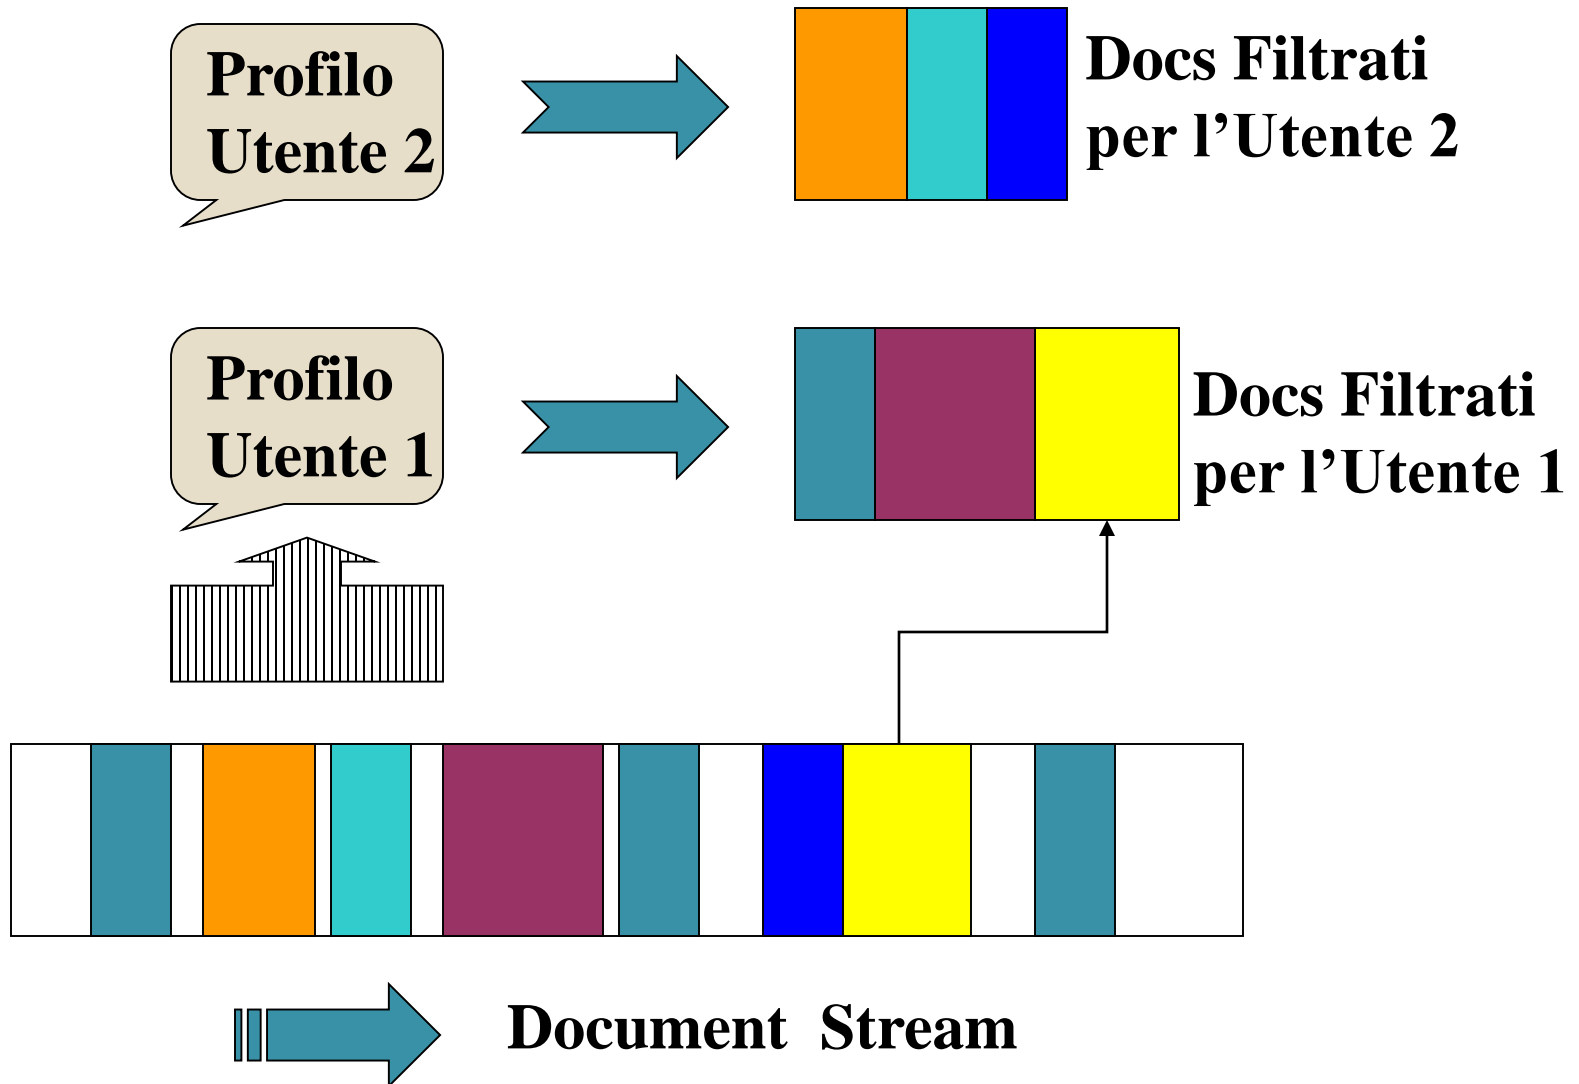 Profilo
Utente 2
Docs Filtrati
per l’Utente 2
Profilo
Utente 1
Docs Filtrati
per l’Utente 1
Document Stream